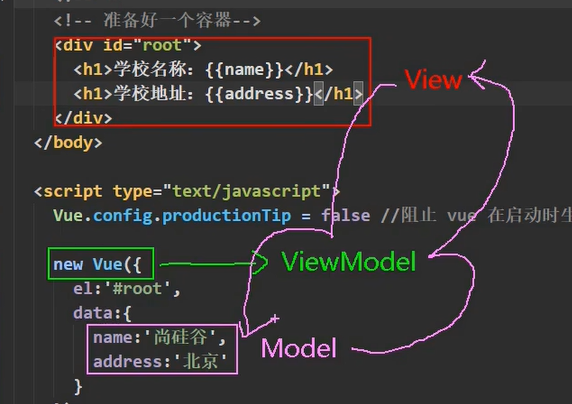 <!-- 准备好一个容器-->
<div id="root">
<h1>学校名称：{{name}}</h1>
<h1>学校地址：{{address}}</h1>
</div>
</body>
View
<script type="text/javascript">
Vue.config.productionTip = false //阻止 vue 在启动时生
new Vue({
ViewModel
el:'#root',
data:{
name:'尚硅谷',
address:'北京'
Model
}